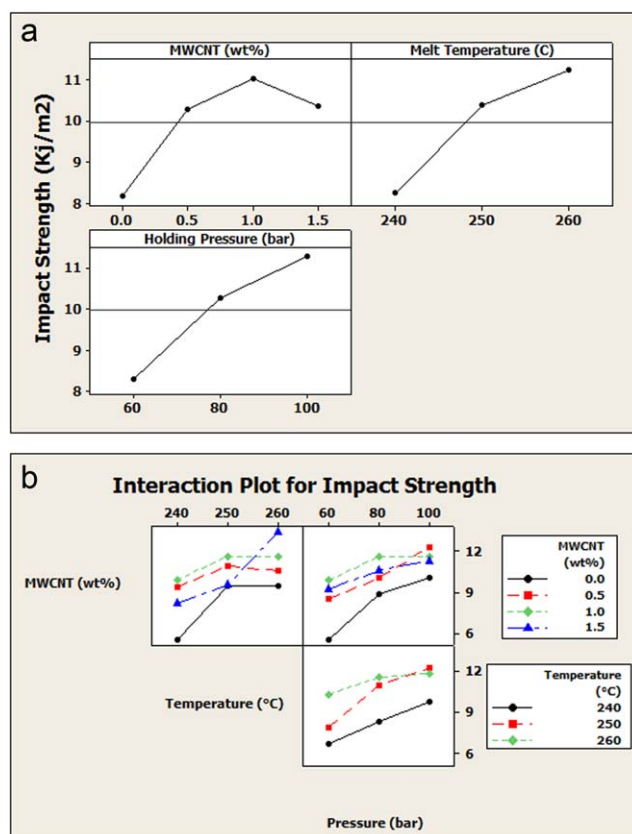 a
MWCNT (wt%) Melt Temperature (C)
11
10
9
8
0.0 0.5 1.0 1.5 240 250 260
Impact Strength (Kj/m2)
Holding Pressure (bar)
11
10
9
8
60 80 100
b
Interaction Plot for Impact Strength
240 250 260 60 80 100
MWCNT (wt%)
12
9
6
MWCNT
(wt%)
0.0
0.5
1.0
1.5
Temperature (°C)
12
9
6
Temperature
(°C)
240
250
260
Pressure (bar)